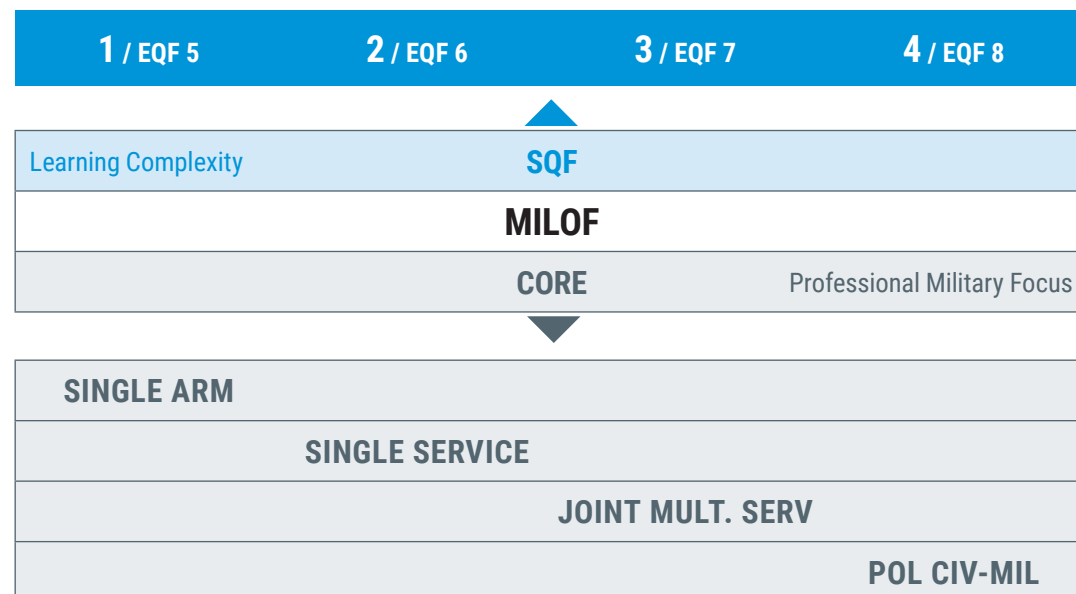 1 / EQF 5 2 / EQF 6 3 / EQF 7 4 / EQF 8
Learning Complexity SQF
MILOF
CORE Professional Military Focus
SINGLE ARM
SINGLE SERVICE
JOINT MULT. SERV
POL CIV-MIL